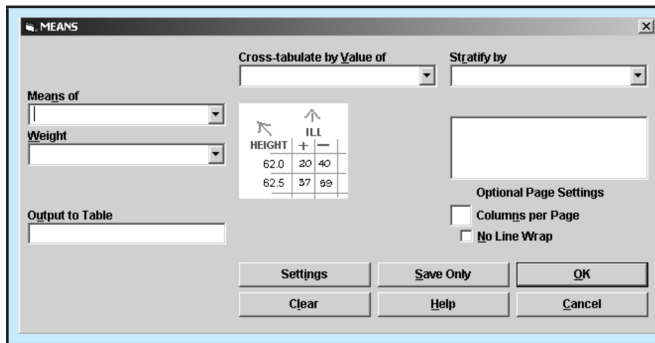 MEANS
Cross-tabulate by Value of
Stratify by
Means of
Weight
ILL
HEIGHT + −
62.0 20 40
62.5 37 59
Output to Table
Optional Page Settings
Columns per Page
No Line Wrap
Settings
Save Only
OK
Clear
Help
Cancel